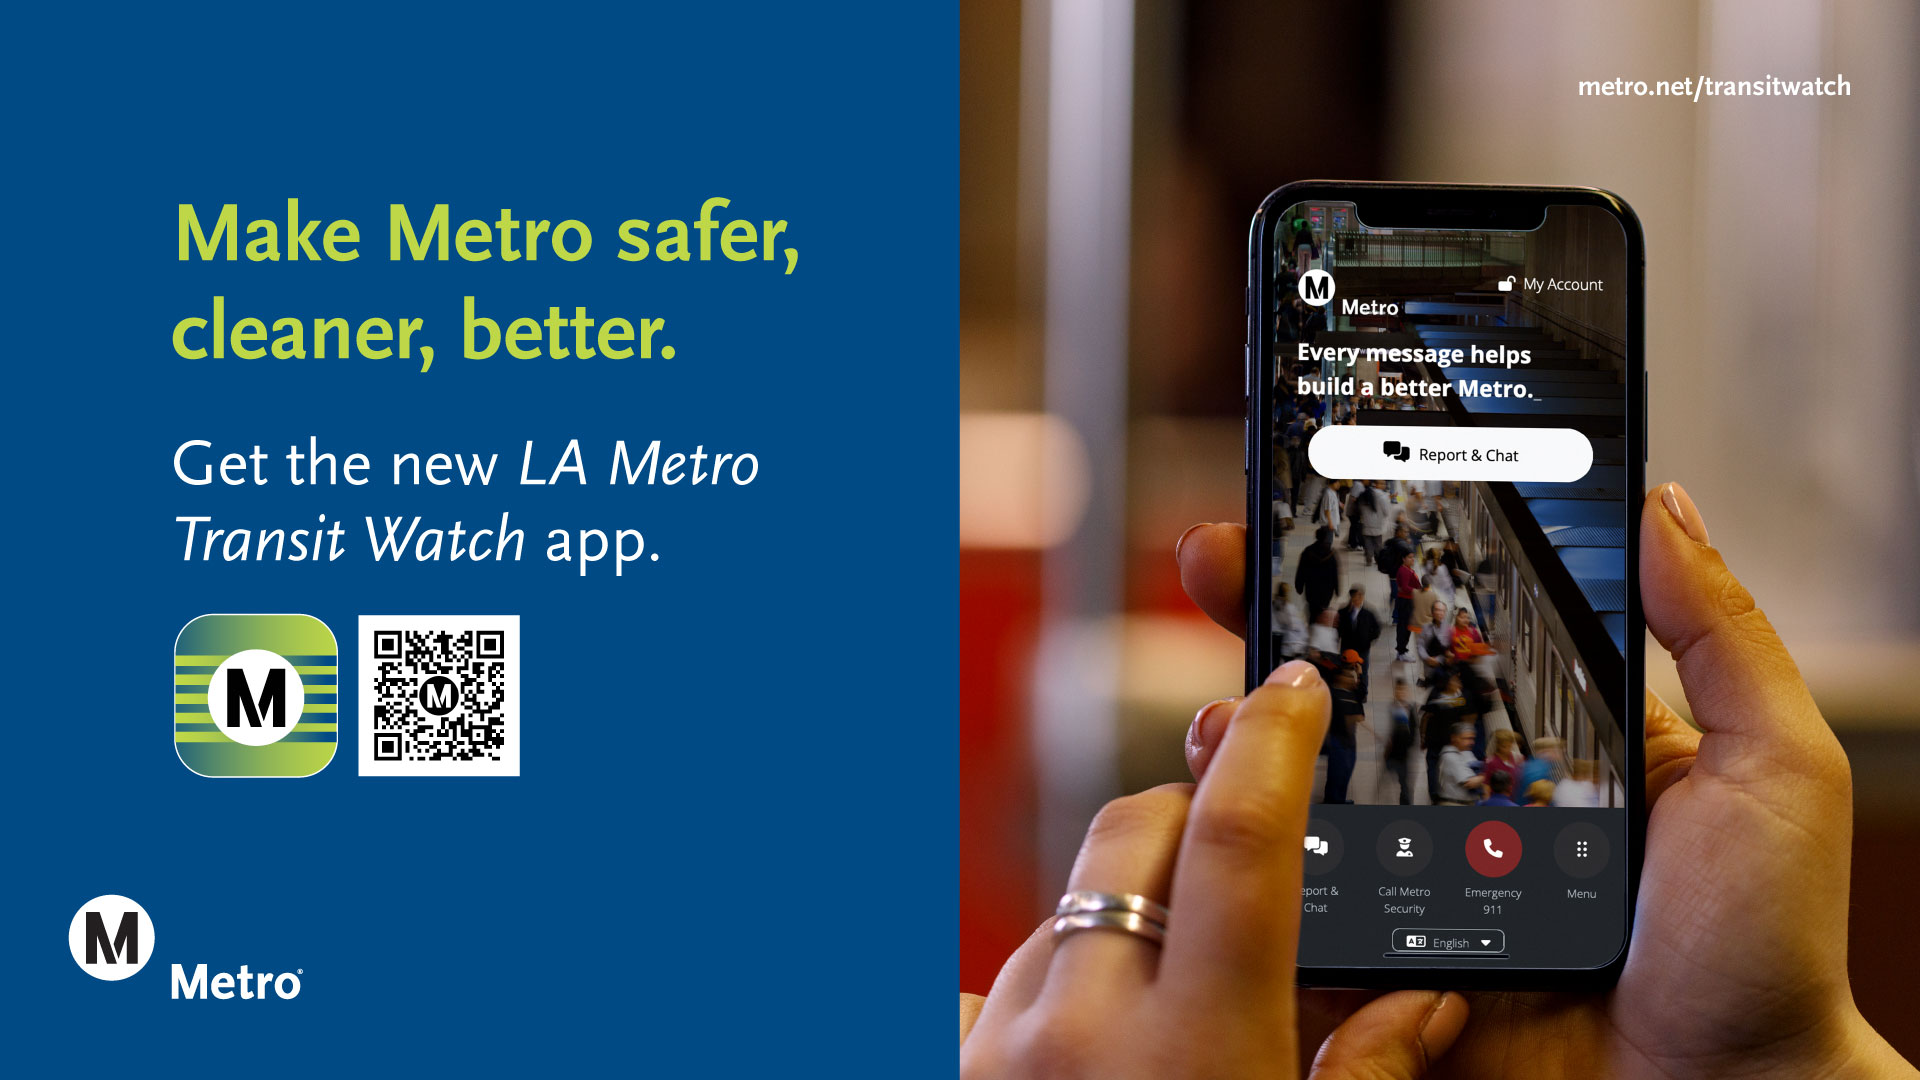 Make Metro safer,
cleaner, better.
Get the new LA Metro
Transit Watch app.
M
M
M
Metro®
metro.net/transitwatch
M
Metro
My Account
Every message helps
build a better Metro._
Report & Chat
eport &
Chat
Call Metro
Security
Emergency
911
Menu
English